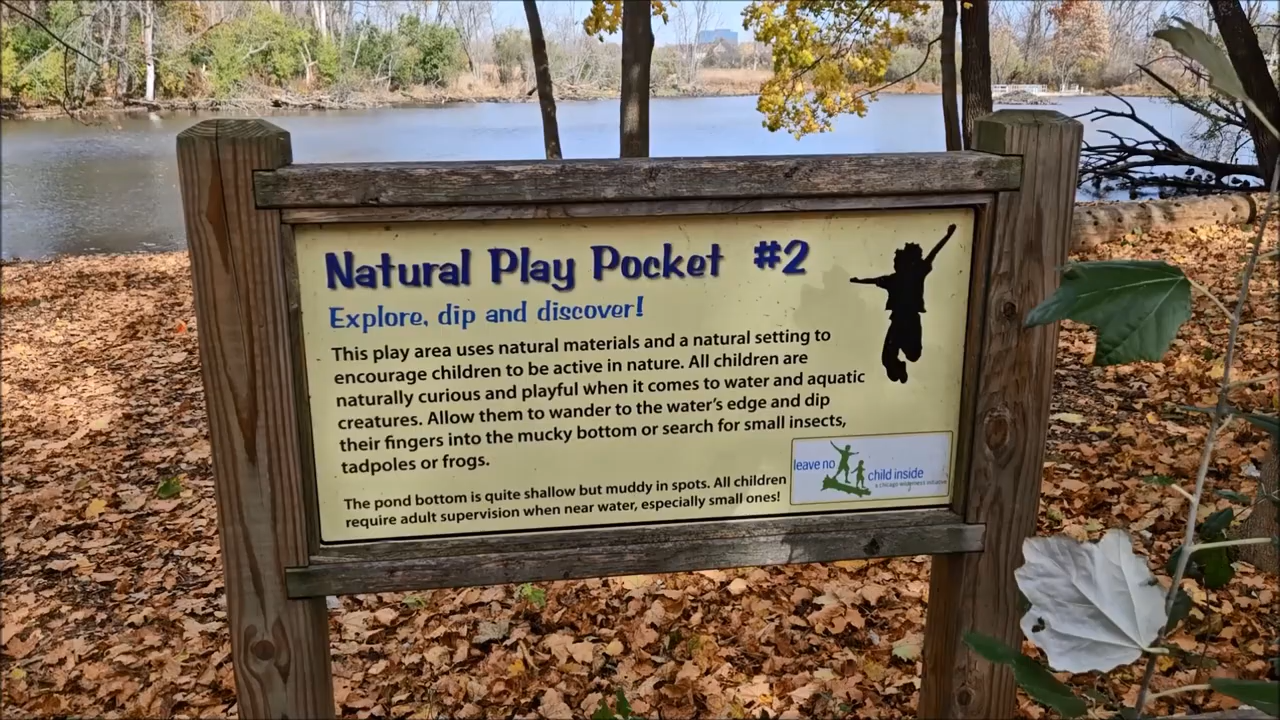 Natural Play Pocket #2
Explore, dip and discover!
This play area uses natural materials and a natural setting to
encourage children to be active in nature. All children are
naturally curious and playful when it comes to water and aquatic
creatures. Allow them to wander to the water's edge and dip
their fingers into the mucky bottom or search for small insects,
tadpoles or frogs.
The pond bottom is quite shallow but muddy in spots. All children
require adult supervision when near water, especially small ones!
leave no child inside
a chicago wilderness initiative